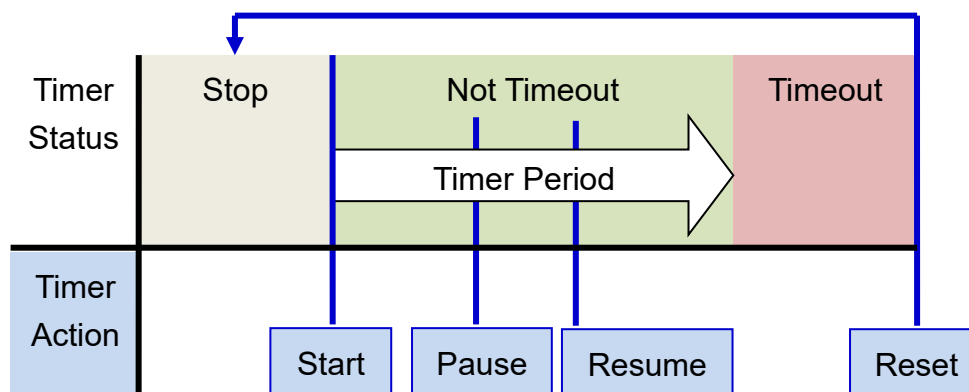 Timer
Status
Stop
Not Timeout
Timeout
Timer Period
Timer
Action
Start
Pause
Resume
Reset